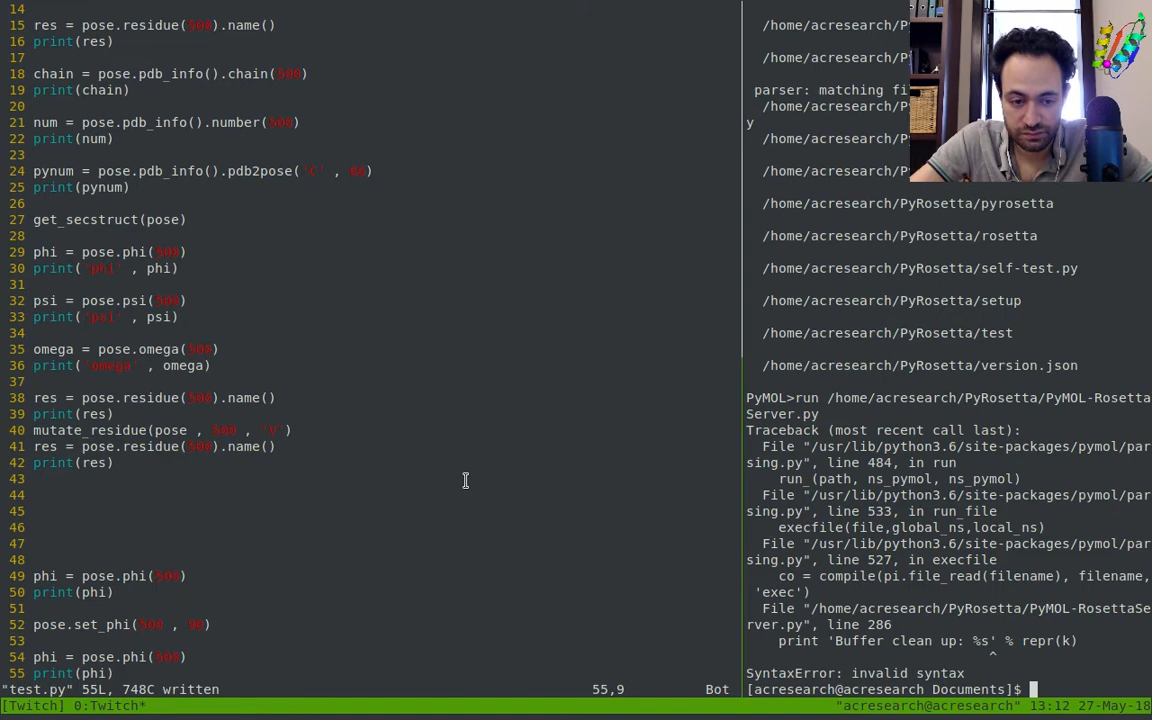 14
15 res = pose.residue(500).name()
16 print(res)
17
18 chain = pose.pdb_info().chain(500)
19 print(chain)
20
21 num = pose.pdb_info().number(500)
22 print(num)
23
24 pynum = pose.pdb_info().pdb2pose('C' , 66)
25 print(pynum)
26
27 get_secstruct(pose)
28
29 phi = pose.phi(500)
30 print('phi' , phi)
31
32 psi = pose.psi(500)
33 print('psi' , psi)
34
35 omega = pose.omega(500)
36 print('omega' , omega)
37
38 res = pose.residue(500).name()
39 print(res)
40 mutate_residue(pose , 500 , 'V')
41 res = pose.residue(500).name()
42 print(res)
43
44
45
46
47
48
49 phi = pose.phi(500)
50 print(phi)
51
52 pose.set_phi(500 , 90)
53
54 phi = pose.phi(500)
55 print(phi)
"test.py" 55L, 748C written 55,9 Bot
/home/acresearch/P
/home/acresearch/P
parser: matching fi
/home/acresearch/P
y
/home/acresearch/P
/home/acresearch/P
/home/acresearch/PyRosetta/pyrosetta
/home/acresearch/PyRosetta/rosetta
/home/acresearch/PyRosetta/self-test.py
/home/acresearch/PyRosetta/setup
/home/acresearch/PyRosetta/test
/home/acresearch/PyRosetta/version.json
PyMOL>run /home/acresearch/PyRosetta/PyMOL-Rosetta
Server.py
Traceback (most recent call last):
File "/usr/lib/python3.6/site-packages/pymol/par
sing.py", line 484, in run
run_(path, ns_pymol, ns_pymol)
File "/usr/lib/python3.6/site-packages/pymol/par
sing.py", line 533, in run_file
execfile(file,global_ns,local_ns)
File "/usr/lib/python3.6/site-packages/pymol/par
sing.py", line 527, in execfile
co = compile(pi.file_read(filename), filename,
'exec')
File "/home/acresearch/PyRosetta/PyMOL-RosettaSe
rver.py", line 286
print 'Buffer clean up: %s' % repr(k)
^
SyntaxError: invalid syntax
[acresearch@acresearch Documents]$
[Twitch] 0:Twitch* "acresearch@acresearch" 13:12 27-May-18